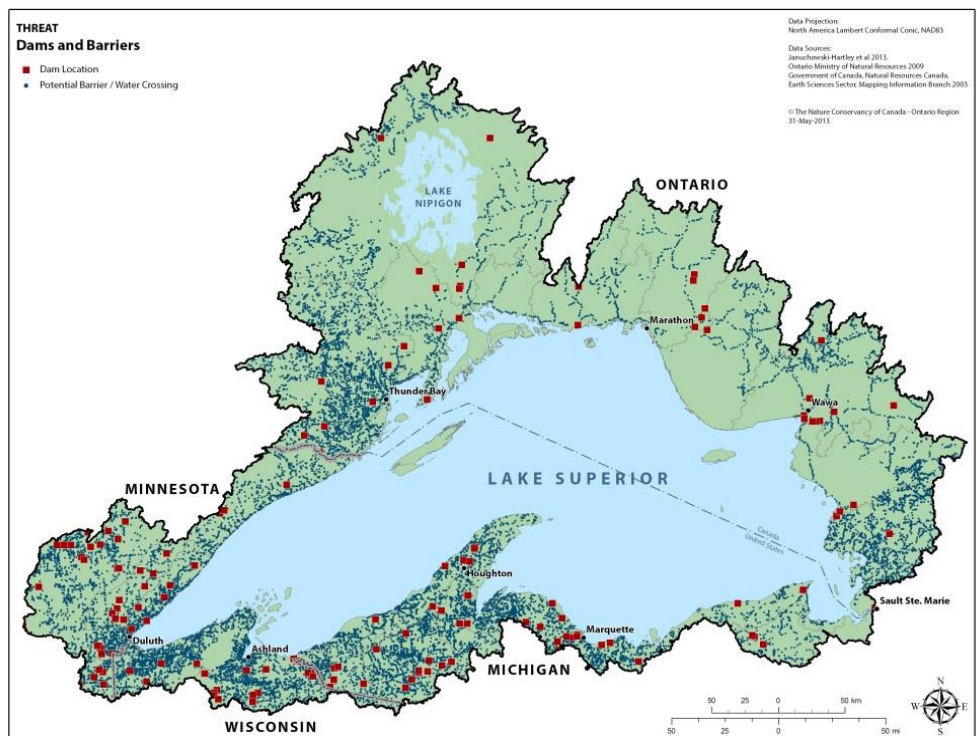 THREAT
Dams and Barriers
Dam Location
Potential Barrier / Water Crossing
Data Projection:
North America Lambert Conformal Conic, NAD83
Data Sources:
Januchowski-Hartley et al 2013.
Ontario Ministry of Natural Resources 2009
Government of Canada, Natural Resources Canada,
Earth Sciences Sector, Mapping Information Branch 2003
© The Nature Conservancy of Canada - Ontario Region
31-May-2013
LAKE
NIPIGON
ONTARIO
Marathon
Thunder Bay
Wawa
MINNESOTA
LAKE SUPERIOR
Canada
United States
Houghton
Sault Ste. Marie
Duluth
Ashland
Marquette
MICHIGAN
WISCONSIN
50 25 0 50 km
50 25 0 50 mi
N
W E
S